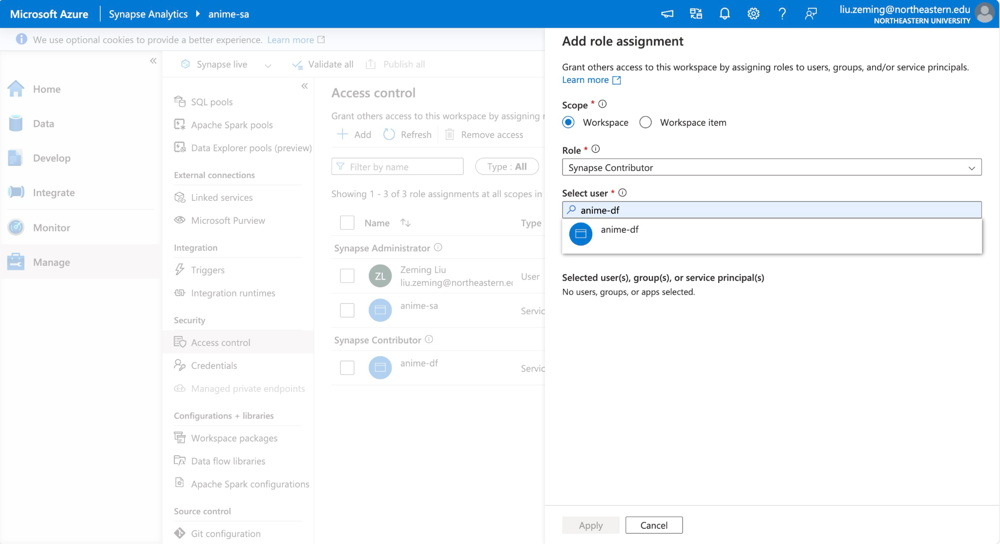 Microsoft Azure
Synapse Analytics
anime-sa
liu.zeming@northeastern.edu
NORTHEASTERN UNIVERSITY
We use optional cookies to provide a better experience. Learn more
Home
Data
Develop
Integrate
Monitor
Manage
Synapse live
Validate all
Publish all
SQL pools
Apache Spark pools
Data Explorer pools (preview)
External connections
Linked services
Microsoft Purview
Integration
Triggers
Integration runtimes
Security
Access control
Credentials
Managed private endpoints
Configurations + libraries
Workspace packages
Data flow libraries
Apache Spark configurations
Source control
Git configuration
Access control
Grant others access to this workspace by assigning
Add
Refresh
Remove access
Filter by name
Type : All
Showing 1 - 3 of 3 role assignments at all scopes in
Name
Type
Synapse Administrator
ZL
Zeming Liu
liu.zeming@northeastern.e
User
anime-sa
Servic
Synapse Contributor
anime-df
Servic
Add role assignment
Grant others access to this workspace by assigning roles to users, groups, and/or service principals.
Learn more
Scope *
Workspace
Workspace item
Role *
Synapse Contributor
Select user *
anime-df
anime-df
Selected user(s), group(s), or service principal(s)
No users, groups, or apps selected.
Apply
Cancel